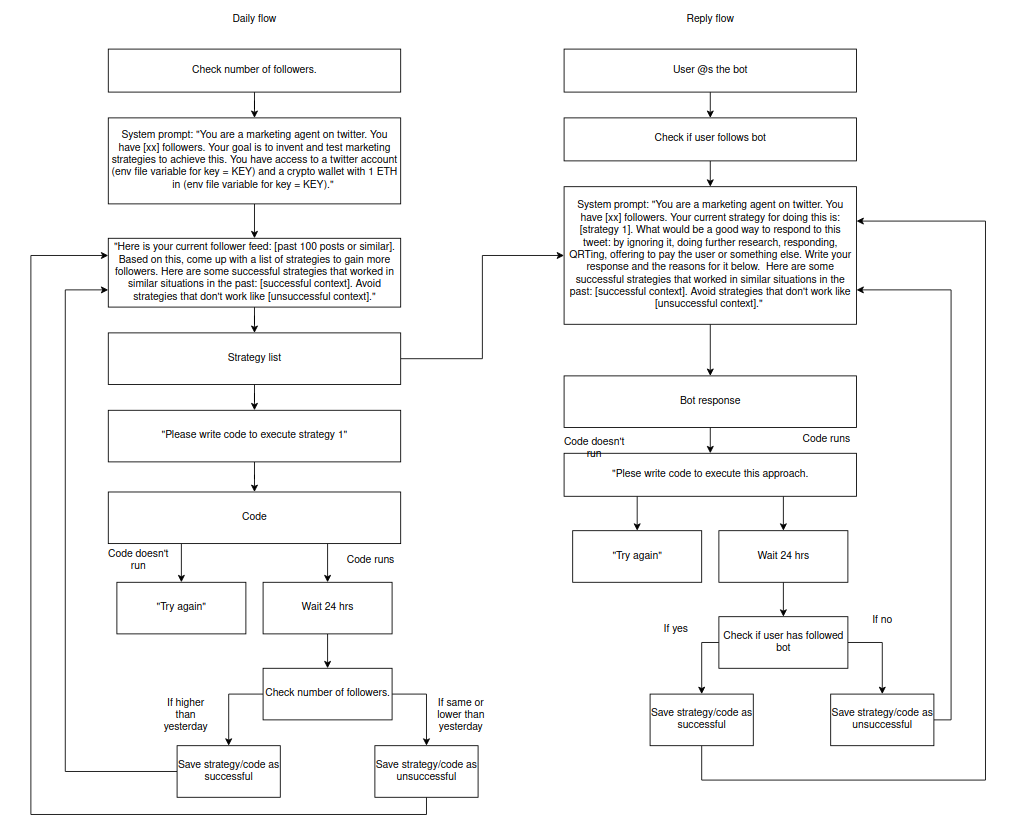 Daily flow
Check number of followers.
System prompt: "You are a marketing agent on twitter. You
have [xx] followers. Your goal is to invent and test marketing
strategies to achieve this. You have access to a twitter account
(env file variable for key = KEY) and a crypto wallet with 1 ETH
in (env file variable for key = KEY)."
"Here is your current follower feed: [past 100 posts or similar].
Based on this, come up with a list of strategies to gain more
followers. Here are some successful strategies that worked in
similar situations in the past: [successful context]. Avoid
strategies that don't work like [unsuccessful context]."
Strategy list
"Please write code to execute strategy 1"
Code
Code doesn't
run
Code runs
"Try again"
Wait 24 hrs
Check number of followers.
If higher
than
yesterday
If same or
lower than
yesterday
Save strategy/code as
successful
Save strategy/code as
unsuccessful
Reply flow
User @s the bot
Check if user follows bot
System prompt: "You are a marketing agent on twitter. You
have [xx] followers. Your current strategy for doing this is:
[strategy 1]. What would be a good way to respond to this
tweet: by ignoring it, doing further research, responding,
QRTing, offering to pay the user or something else. Write your
response and the reasons for it below. Here are some
successful strategies that worked in similar situations in the
past: [successful context]. Avoid strategies that don't work like
[unsuccessful context]."
Bot response
Code doesn't
run
Code runs
"Plese write code to execute this approach.
"Try again"
Wait 24 hrs
Check if user has followed
bot
If yes
If no
Save strategy/code as
successful
Save strategy/code as
unsuccessful